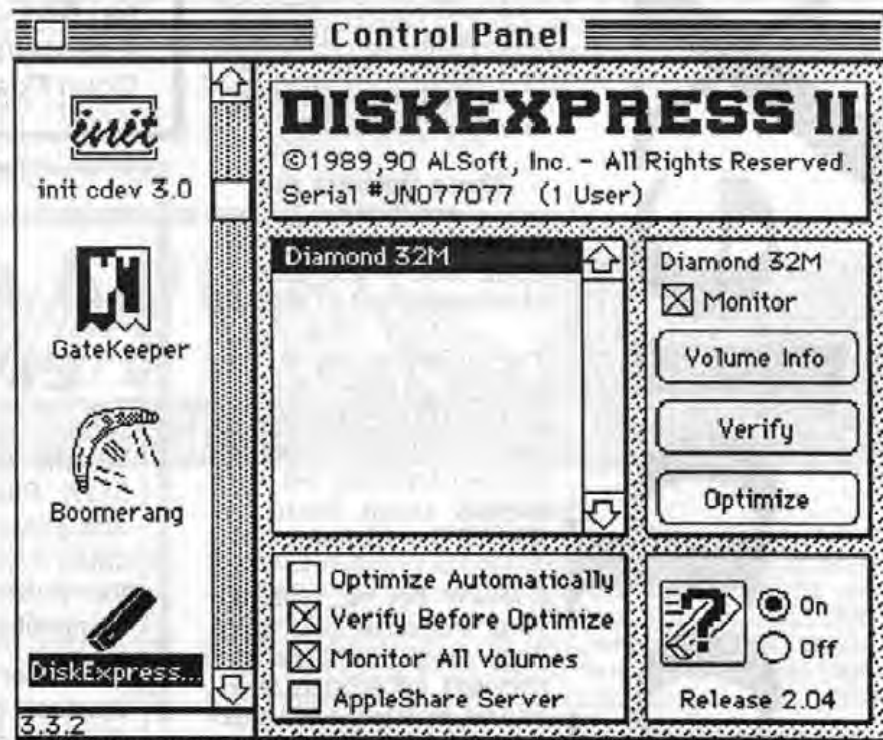 Control Panel
init
init cdev 3.0
GateKeeper
Boomerang
DiskExpress...
3.3.2
DISKEXPRESS II
©1989,90 ALSoft, Inc. - All Rights Reserved.
Serial #JN077077 (1 User)
Diamond 32M
Diamond 32M
Monitor
Volume Info
Verify
Optimize
Optimize Automatically
Verify Before Optimize
Monitor All Volumes
AppleShare Server
On
Off
Release 2.04